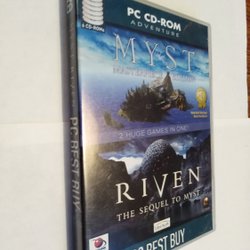 PC CD-ROM
ADVENTURE
MYST
2 HUGE GAMES IN ONE!
RIVEN
THE SEQUEL TO MYST
BEST BUY
PC BEST BUY